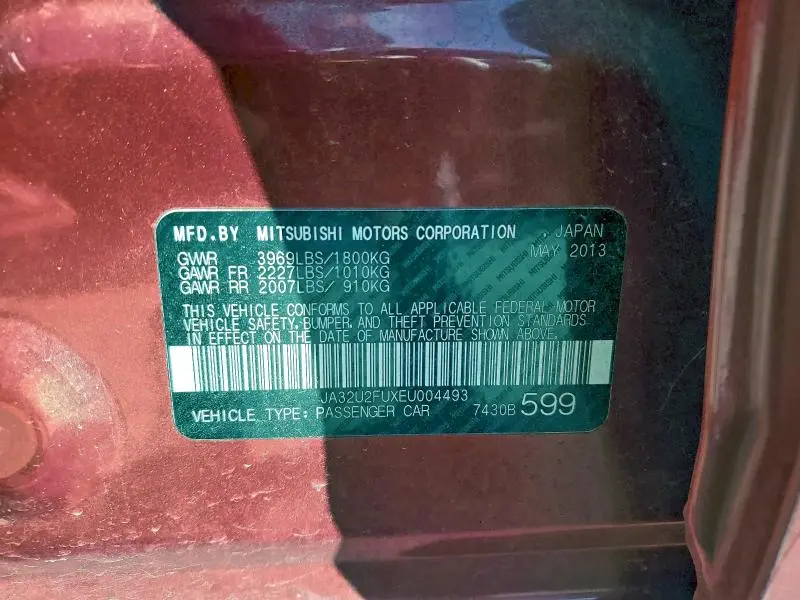 MFD.BY MITSUBISHI MOTORS CORPORATION , JAPAN
GVWR 3969LBS/1800KG MAY 2013
GAWR FR 2227LBS/1010KG
GAWR RR 2007LBS/ 910KG
THIS VEHICLE CONFORMS TO ALL APPLICABLE FEDERAL MOTOR
VEHICLE SAFETY,BUMPER,AND THEFT PREVENTION STANDARDS
IN EFFECT ON THE DATE OF MANUFACTURE SHOWN ABOVE.
JA32U2FUXEU004493
VEHICLE TYPE: PASSENGER CAR 7430B 599